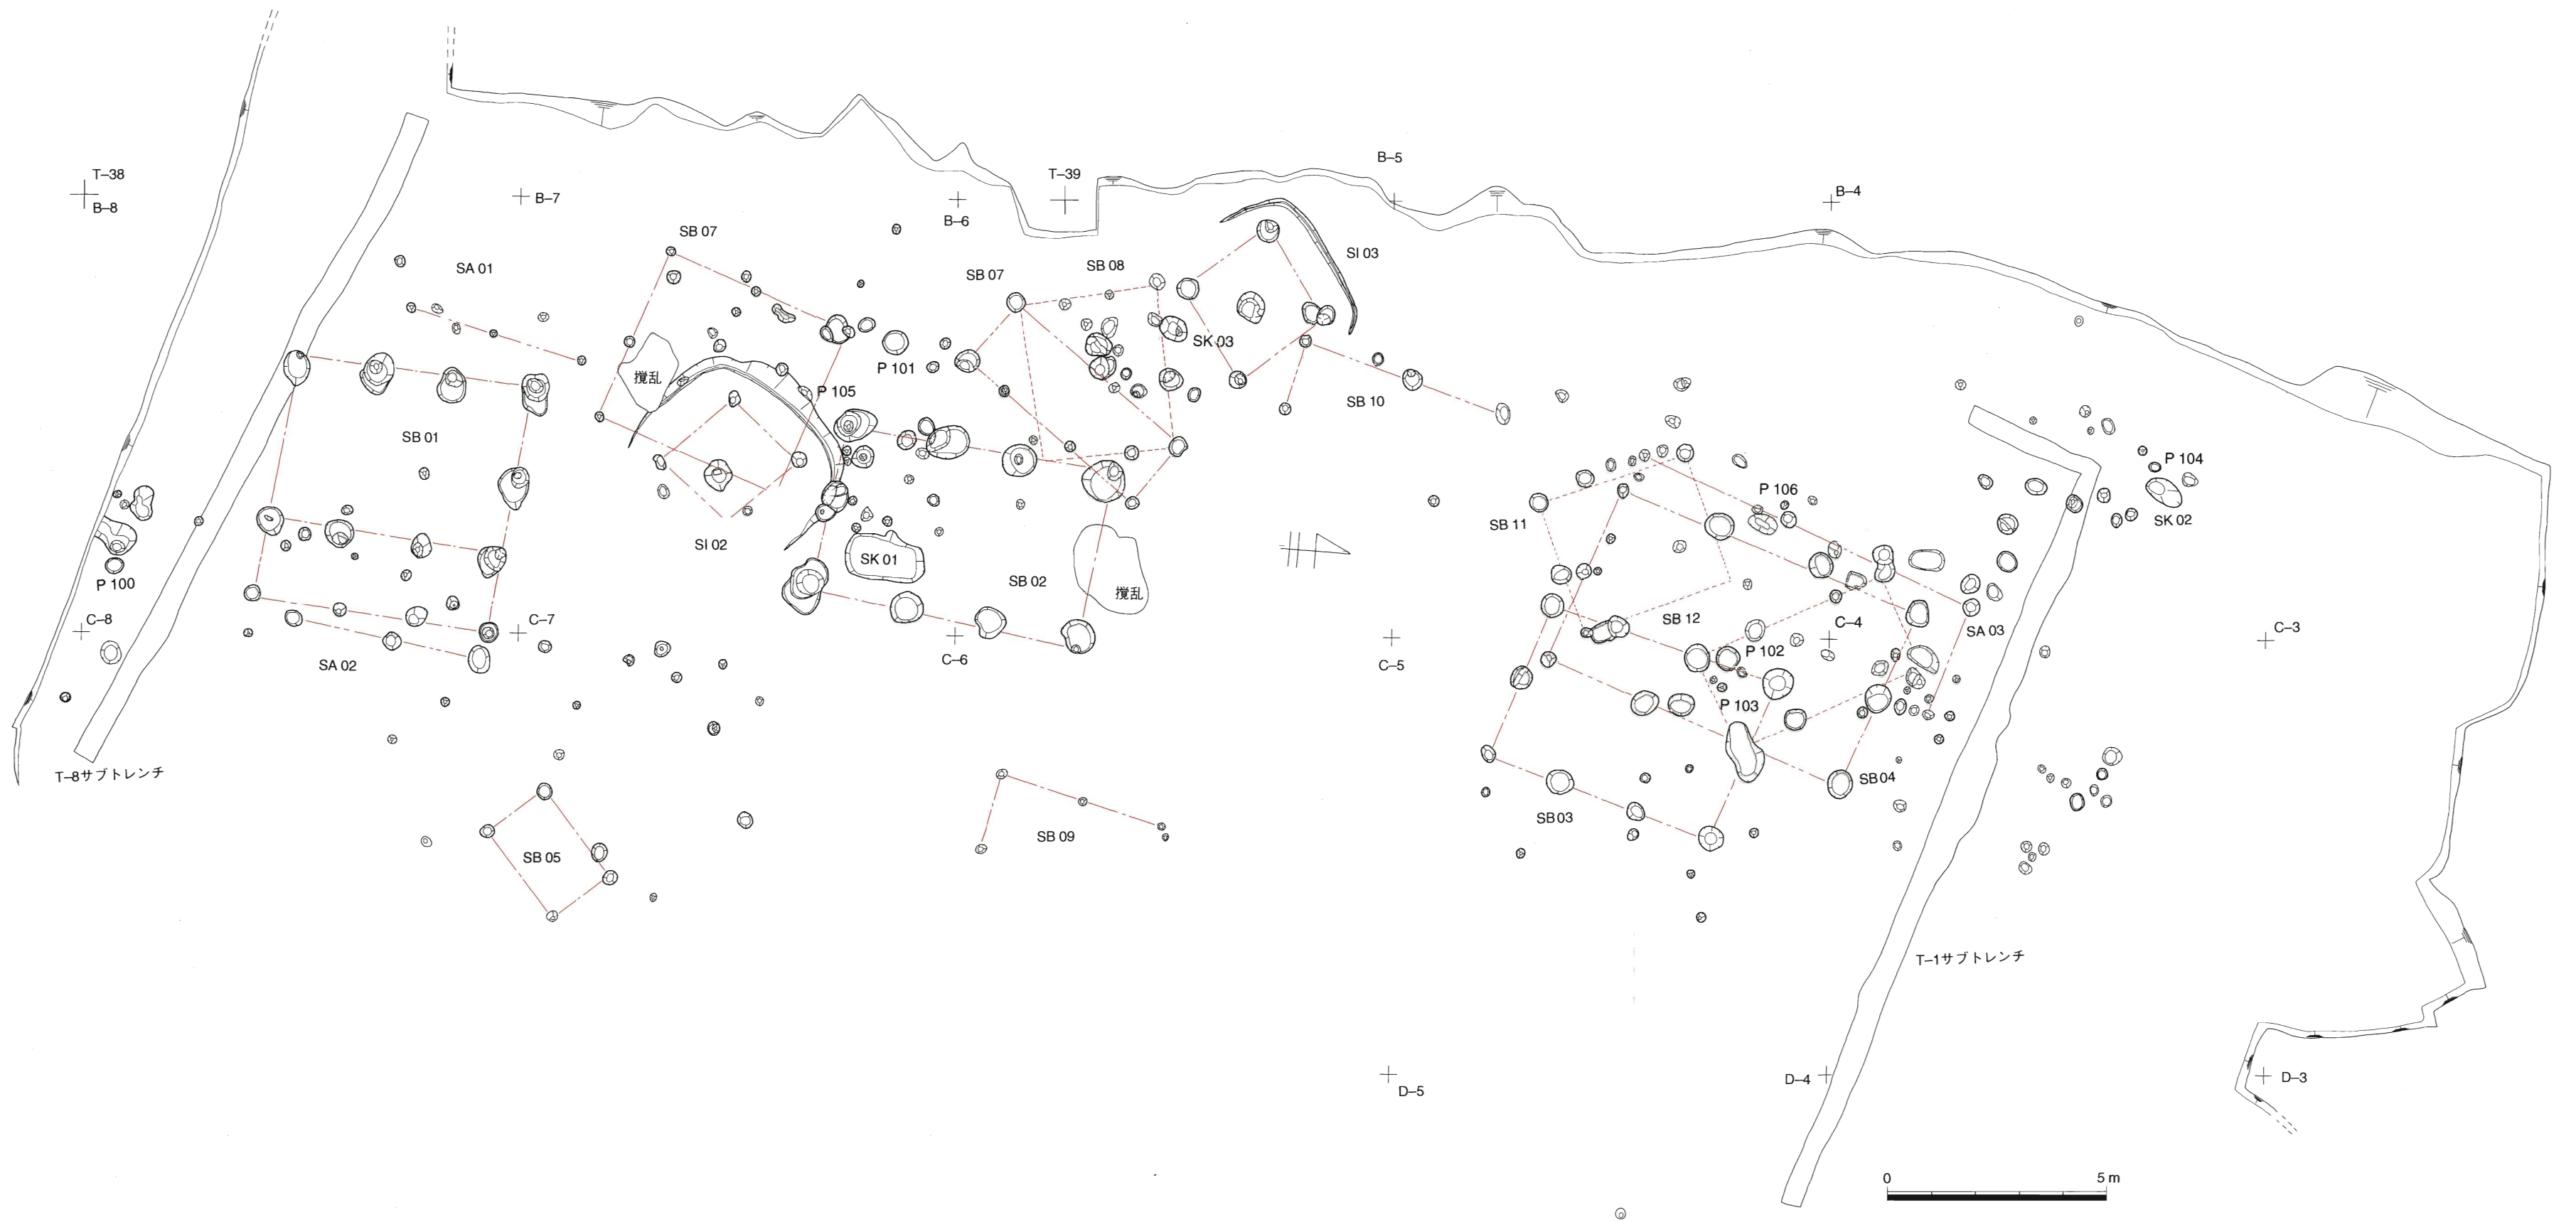 T–38
B–8
B–7
B–6
T–39
B–5
B–4
SB 07
SA 01
SB 07
SB 08
SI 03
SK 03
P 101
攪乱
P 105
SB 10
SB 01
P 104
SK 02
P 106
SB 11
SI 02
SK 01
SB 02
攪乱
P 100
C–8
C–7
C–6
C–5
SB 12
C–4
SA 03
C–3
SA 02
P 102
P 103
T–8サブトレンチ
SB 04
SB 03
SB 09
SB 05
T–1サブトレンチ
D–5
D–4
D–3
0 5 m